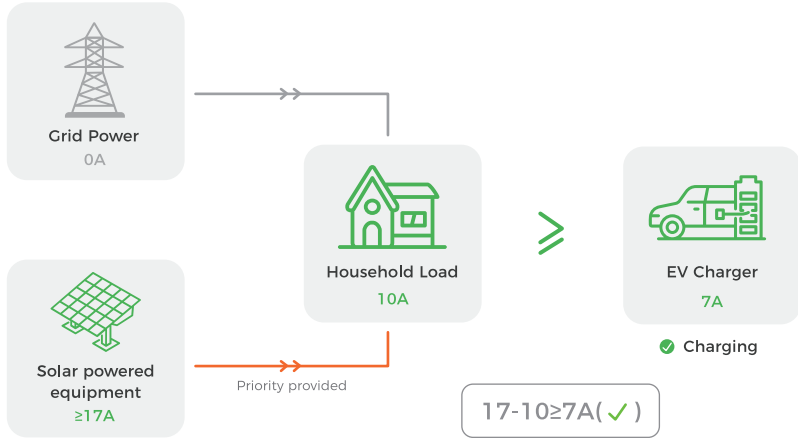 Grid Power
0A
Household Load
10A
EV Charger
7A
Charging
Solar powered
equipment
≥17A
Priority provided
17-10≥7A(✓)